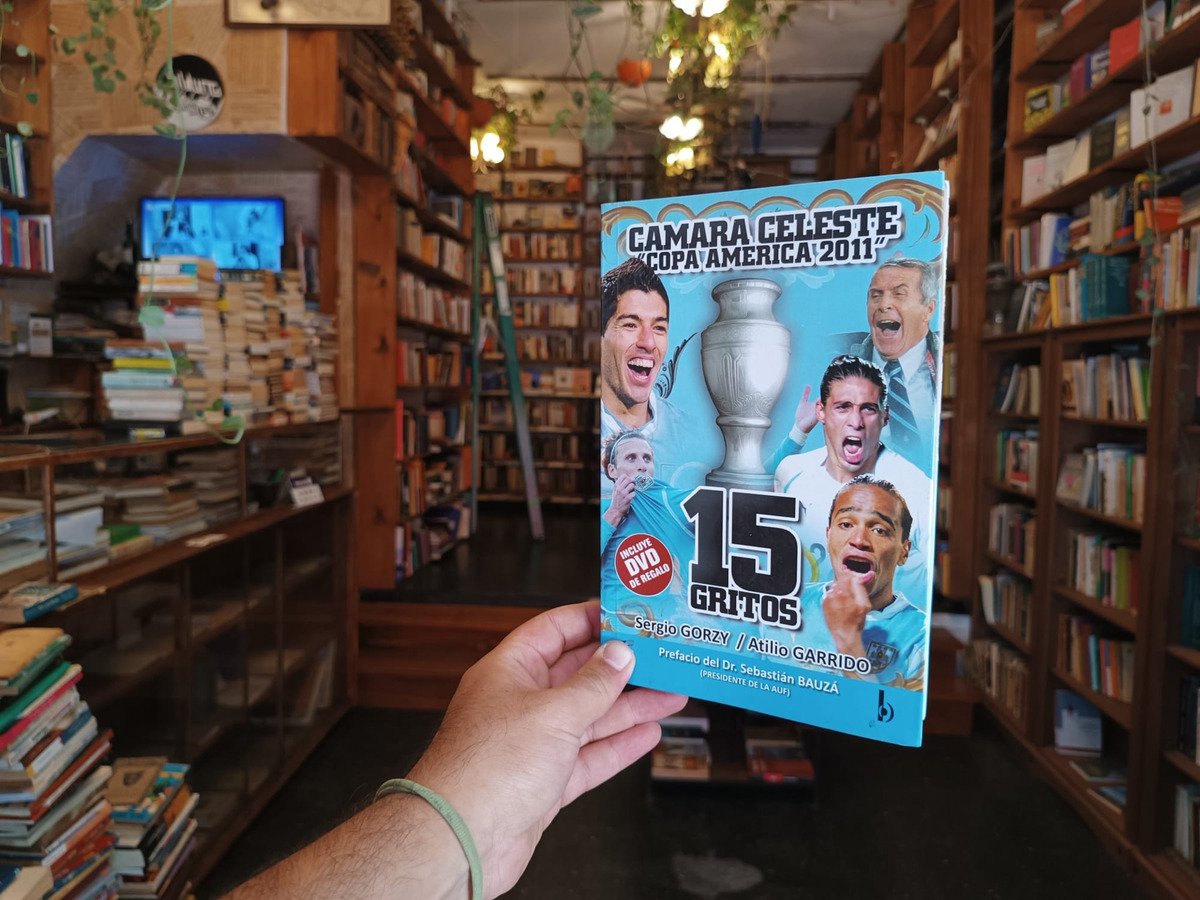 CAMARA CELESTE
"COPA AMERICA 2011"
INCLUYE
DVD
DE REGALO
15
GRITOS
Sergio GORZY / Atilio GARRIDO
Prefacio del Dr. Sebastián BAUZÁ
(PRESIDENTE DE LA AUF)
b